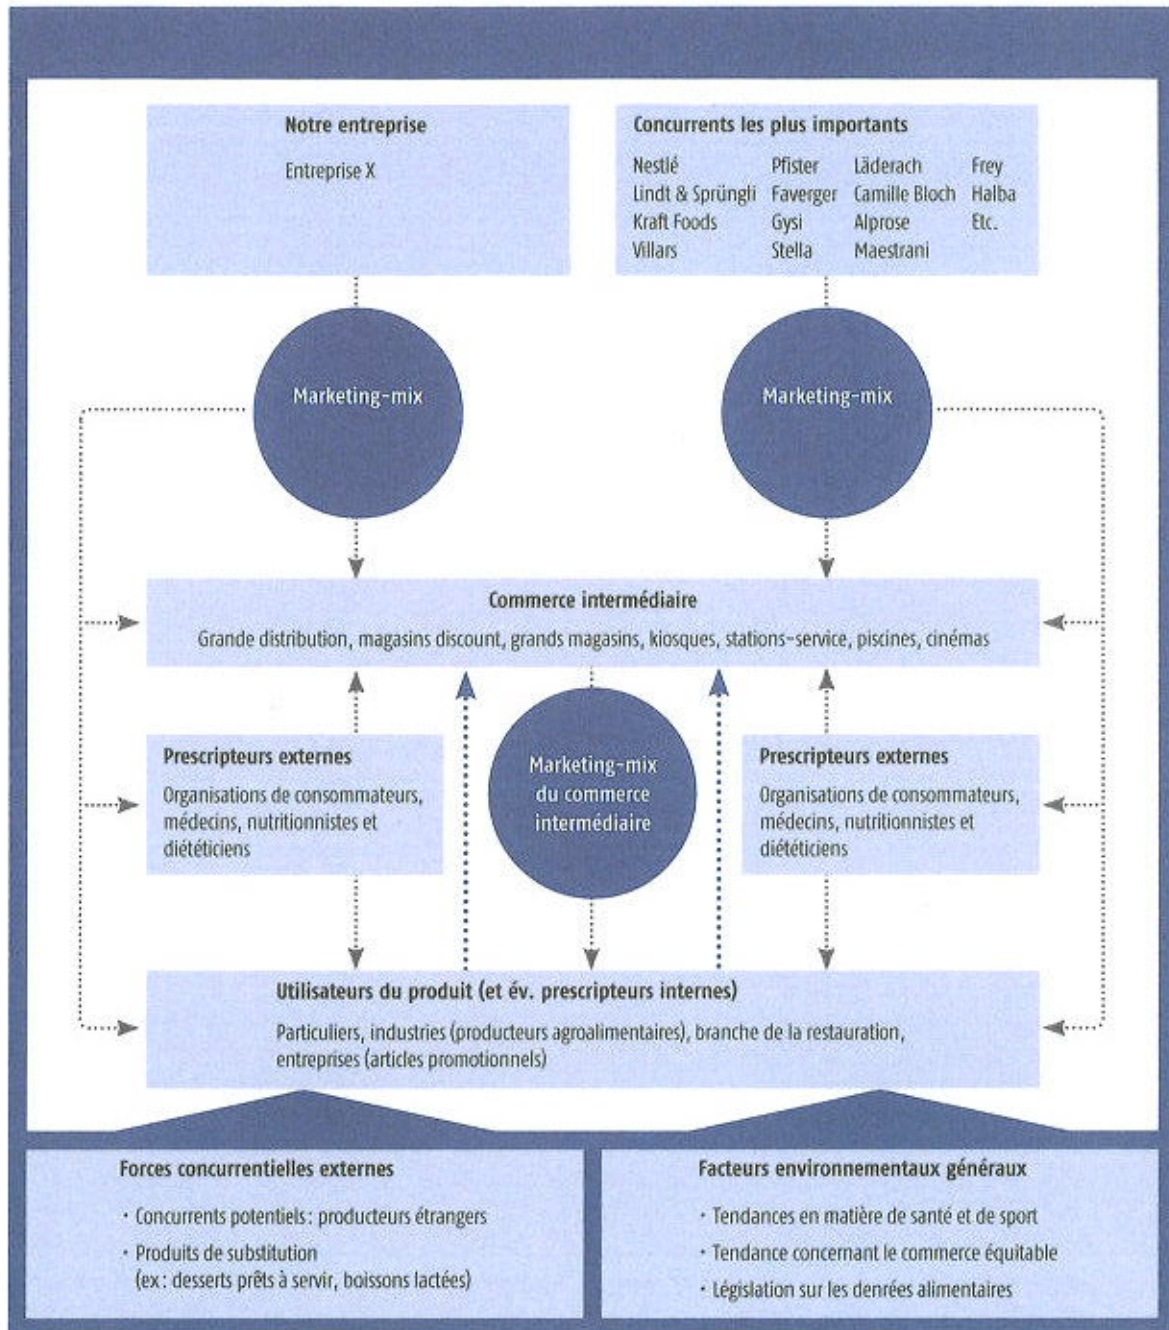 Notre entreprise
Entreprise X
Concurrents les plus importants
Nestlé Pfister Läderach Frey
Lindt & Sprüngli Faverger Camille Bloch Halba
Kraft Foods Gysi Alprose Etc.
Villars Stella Maestrani
Marketing-mix
Marketing-mix
Commerce intermédiaire
Grande distribution, magasins discount, grands magasins, kiosques, stations-service, piscines, cinémas
Prescripteurs externes
Organisations de consommateurs,
médecins, nutritionnistes et
diététiciens
Marketing-mix
du commerce
intermédiaire
Prescripteurs externes
Organisations de consommateurs,
médecins, nutritionnistes et
diététiciens
Utilisateurs du produit (et év. prescripteurs internes)
Particuliers, industries (producteurs agroalimentaires), branche de la restauration,
entreprises (articles promotionnels)
Forces concurrentielles externes
· Concurrents potentiels : producteurs étrangers
· Produits de substitution
(ex : desserts prêts à servir, boissons lactées)
Facteurs environnementaux généraux
· Tendances en matière de santé et de sport
· Tendance concernant le commerce équitable
· Législation sur les denrées alimentaires